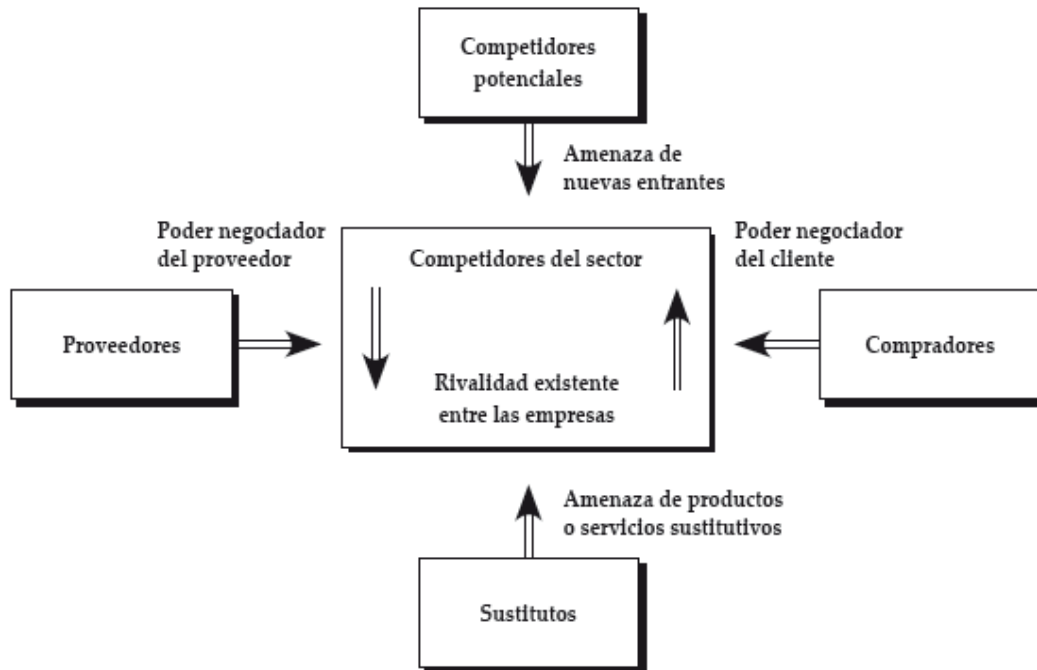 Competidores
potenciales
Amenaza de
nuevas entrantes
Poder negociador
del proveedor
Competidores del sector
Poder negociador
del cliente
Proveedores
Compradores
Rivalidad existente
entre las empresas
Amenaza de productos
o servicios sustitutivos
Sustitutos